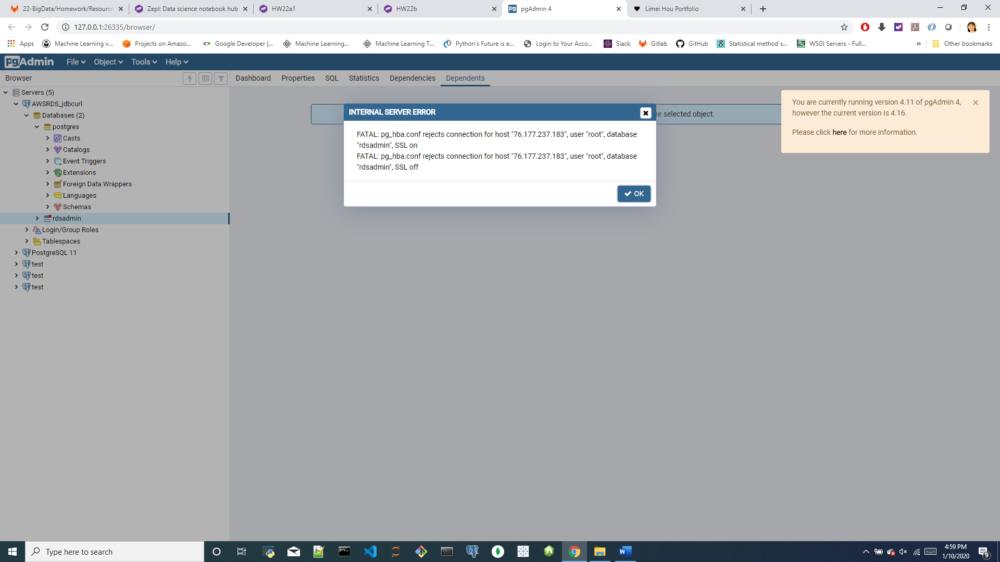 22-BigData/Homework/Resource
Zepl: Data science notebook hub
HW22a1
HW22b
pgAdmin 4
Limei Hou Portfolio
127.0.0.1:26335/browser/
Apps
Machine Learning v...
Projects on Amazo...
Google Developer |...
Machine Learning...
Machine Learning T...
Python's Future is e...
Login to Your Acco...
Slack
Gitlab
GitHub
Statistical method s...
WSGI Servers - Full...
»
Other bookmarks
pgAdmin
File
Object
Tools
Help
Browser
Dashboard
Properties
SQL
Statistics
Dependencies
Dependents
Servers (5)
AWSRDS_jdbcurl
Databases (2)
postgres
Casts
Catalogs
Event Triggers
Extensions
Foreign Data Wrappers
Languages
Schemas
rdsadmin
Login/Group Roles
Tablespaces
PostgreSQL 11
test
test
test
selected object.
INTERNAL SERVER ERROR
FATAL: pg_hba.conf rejects connection for host "76.177.237.183", user "root", database
"rdsadmin", SSL on
FATAL: pg_hba.conf rejects connection for host "76.177.237.183", user "root", database
"rdsadmin", SSL off
OK
You are currently running version 4.11 of pgAdmin 4,
however the current version is 4.16.
Please click here for more information.
Type here to search
4:59 PM
1/10/2020
9